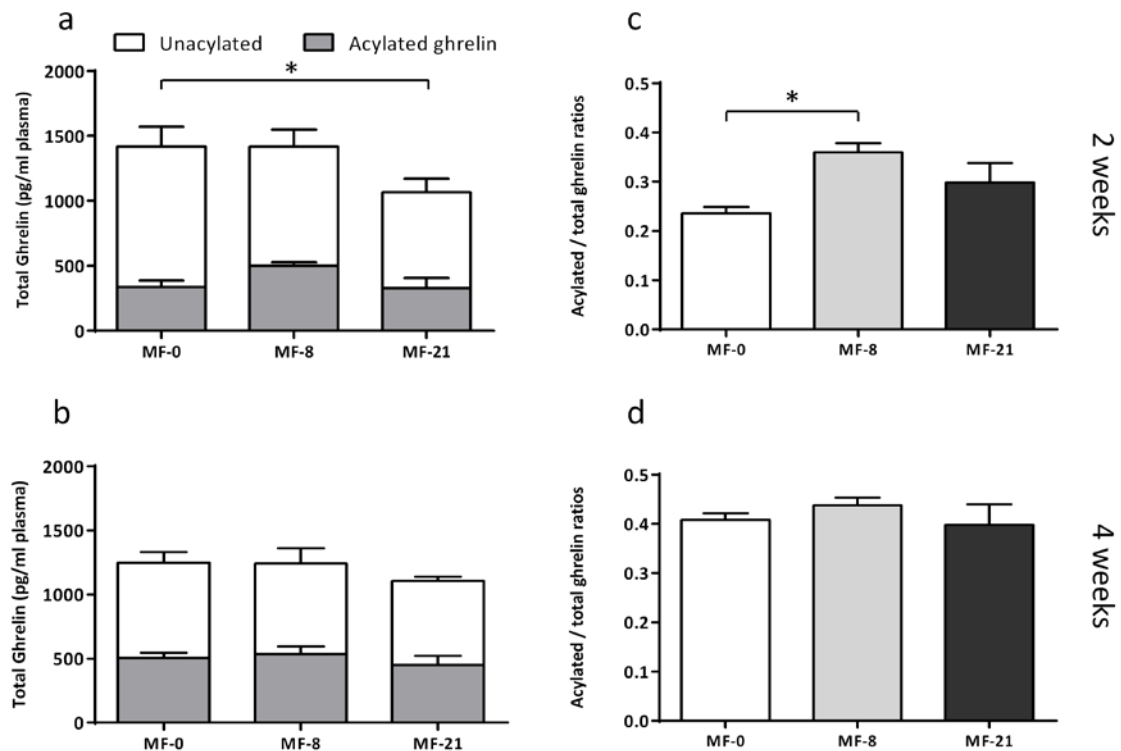 a
Unacylated Acylated ghrelin
Total Ghrelin (pg/ml plasma)
2000
1500
1000
500
0
*
MF-0 MF-8 MF-21
c
Acylated / total ghrelin ratios
0.5
0.4
0.3
0.2
0.1
0.0
*
MF-0 MF-8 MF-21
2 weeks
b
Total Ghrelin (pg/ml plasma)
2000
1500
1000
500
0
MF-0 MF-8 MF-21
d
Acylated / total ghrelin ratios
0.5
0.4
0.3
0.2
0.1
0.0
MF-0 MF-8 MF-21
4 weeks